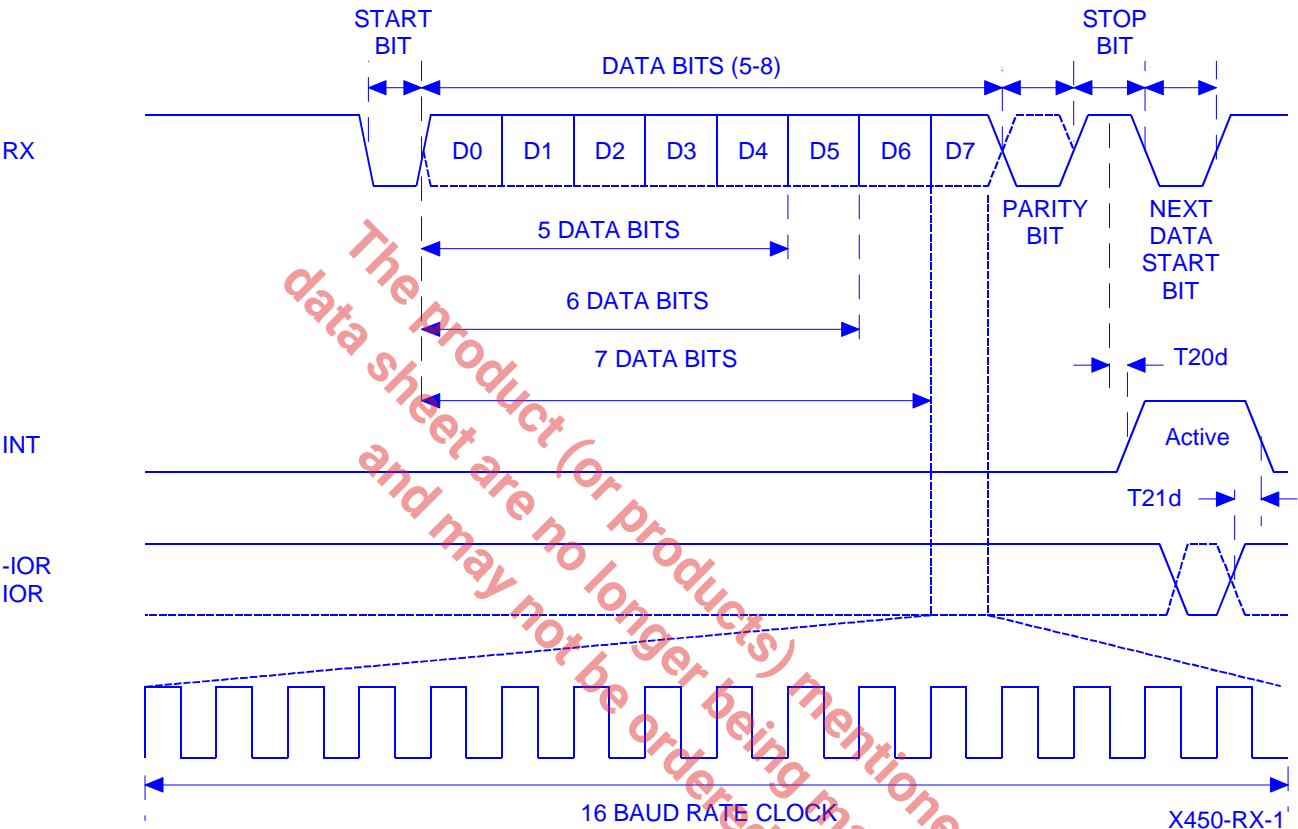 START
BIT
STOP
BIT
DATA BITS (5-8)
RX
D0 D1 D2 D3 D4 D5 D6 D7
PARITY
BIT
NEXT
DATA
START
BIT
5 DATA BITS
6 DATA BITS
7 DATA BITS
T20d
INT
Active
T21d
-IOR
IOR
16 BAUD RATE CLOCK
X450-RX-1
The product (or products) mentione
data sheet are no longer being ma
and may not be ordere